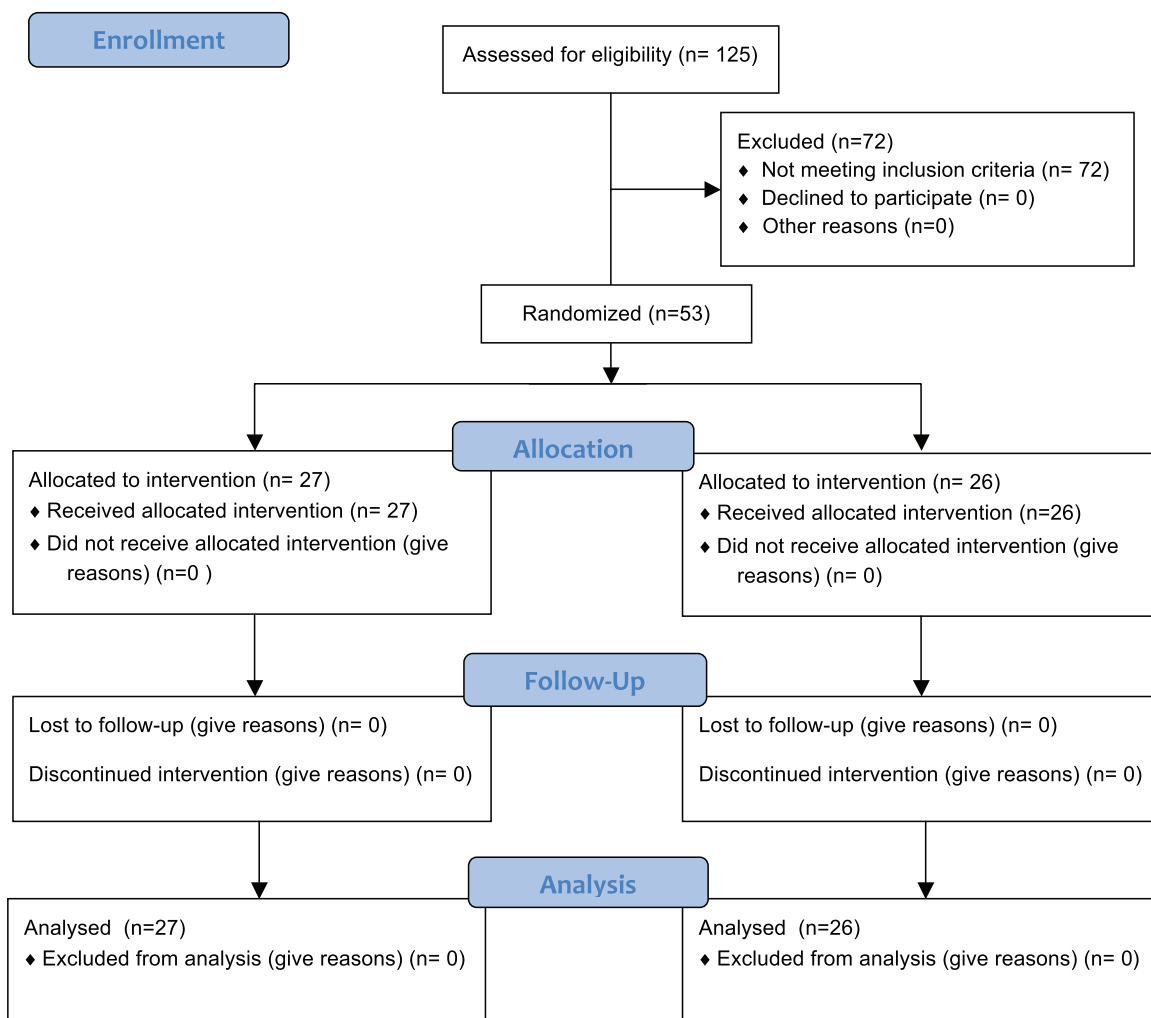 Enrollment
Assessed for eligibility (n= 125)
Excluded (n=72)
♦ Not meeting inclusion criteria (n= 72)
♦ Declined to participate (n= 0)
♦ Other reasons (n=0)
Randomized (n=53)
Allocation
Allocated to intervention (n= 27)
♦ Received allocated intervention (n= 27)
♦ Did not receive allocated intervention (give
reasons) (n=0 )
Allocated to intervention (n= 26)
♦ Received allocated intervention (n=26)
♦ Did not receive allocated intervention (give
reasons) (n= 0)
Follow-Up
Lost to follow-up (give reasons) (n= 0)
Discontinued intervention (give reasons) (n= 0)
Lost to follow-up (give reasons) (n= 0)
Discontinued intervention (give reasons) (n= 0)
Analysis
Analysed (n=27)
♦ Excluded from analysis (give reasons) (n= 0)
Analysed (n=26)
♦ Excluded from analysis (give reasons) (n= 0)